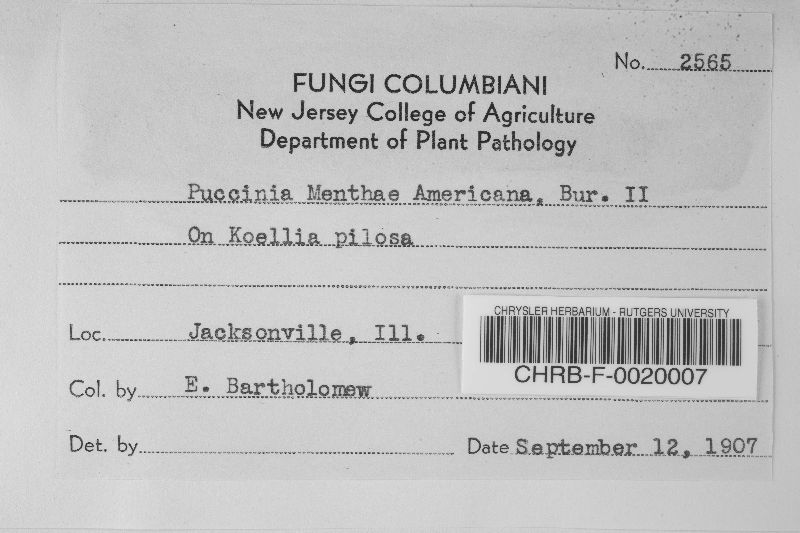 No. 2565
FUNGI COLUMBIANI
New Jersey College of Agriculture
Department of Plant Pathology
Puccinia Menthae Americana, Bur. II
On Koellia pilosa
CHRYSLER HERBARIUM - RUTGERS UNIVERSITY
CHRB-F-0020007
Loc. Jacksonville, Ill.
Col. by E. Bartholomew
Det. by
Date September 12, 1907